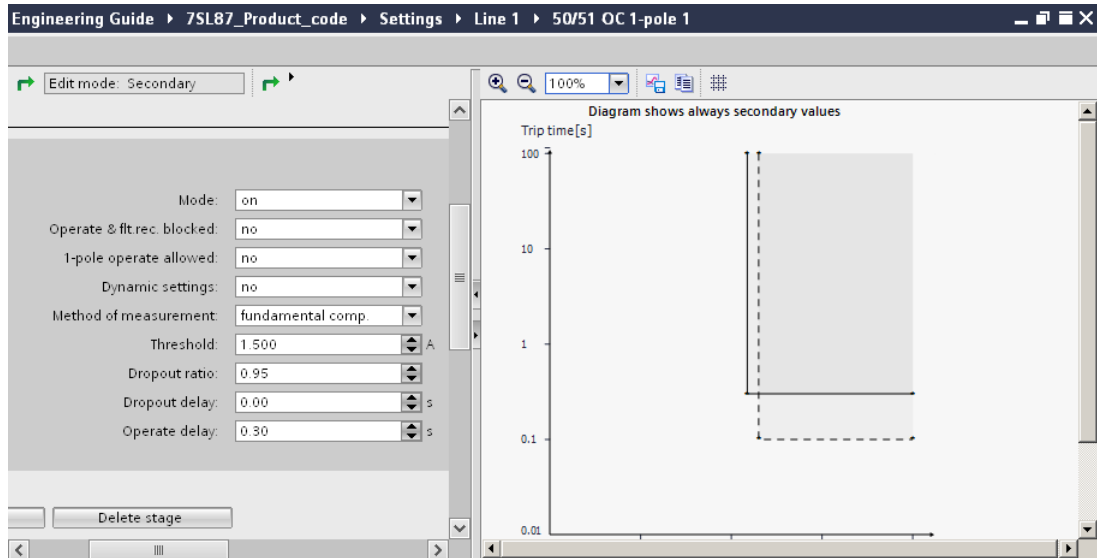 Engineering Guide ▸ 7SL87_Product_code ▸ Settings ▸ Line 1 ▸ 50/51 OC 1-pole 1
Edit mode: Secondary
100%
Mode: on
Operate & flt.rec. blocked: no
1-pole operate allowed: no
Dynamic settings: no
Method of measurement: fundamental comp.
Threshold: 1.500 A
Dropout ratio: 0.95
Dropout delay: 0.00 s
Operate delay: 0.30 s
Delete stage
Diagram shows always secondary values
Trip time[s]
100
10
1
0.1
0.01